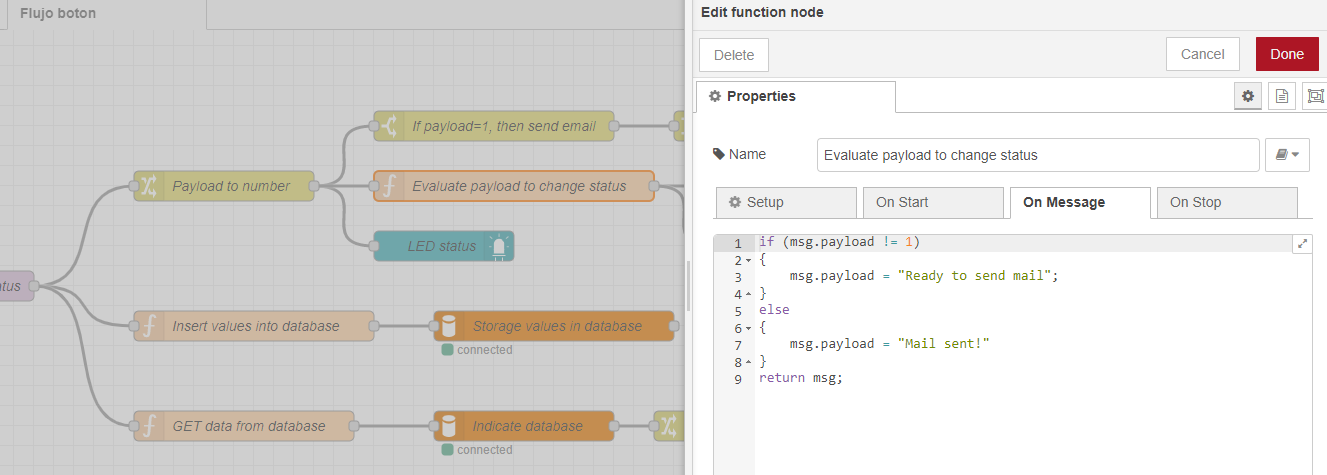 Flujo boton
If payload=1, then send email
Payload to number
Evaluate payload to change status
LED status
tus
Insert values into database
Storage values in database
connected
GET data from database
Indicate database
connected
Edit function node
Delete
Cancel
Done
Properties
Name
Evaluate payload to change status
Setup
On Start
On Message
On Stop
1 if (msg.payload != 1)
2 {
3 msg.payload = "Ready to send mail";
4 }
5 else
6 {
7 msg.payload = "Mail sent!"
8 }
9 return msg;